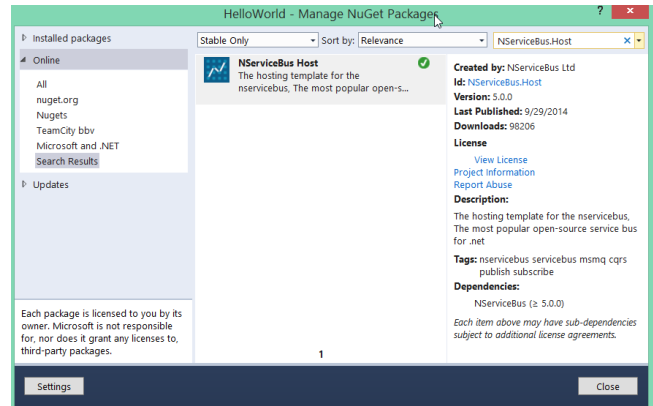 HelloWorld - Manage NuGet Packages
?
Installed packages
Stable Only
Sort by: Relevance
NServiceBus.Host
Online
All
nuget.org
Nugets
TeamCity bbv
Microsoft and .NET
Search Results
Updates
Each package is licensed to you by its
owner. Microsoft is not responsible
for, nor does it grant any licenses to,
third-party packages.
NServiceBus Host
The hosting template for the
nservicebus, The most popular open-s...
1
Created by: NServiceBus Ltd
Id: NServiceBus.Host
Version: 5.0.0
Last Published: 9/29/2014
Downloads: 98206
License
View License
Project Information
Report Abuse
Description:
The hosting template for the nservicebus,
The most popular open-source service bus
for .net
Tags: nservicebus servicebus msmq cqrs
publish subscribe
Dependencies:
NServiceBus (≥ 5.0.0)
Each item above may have sub-dependencies
subject to additional license agreements.
Settings
Close